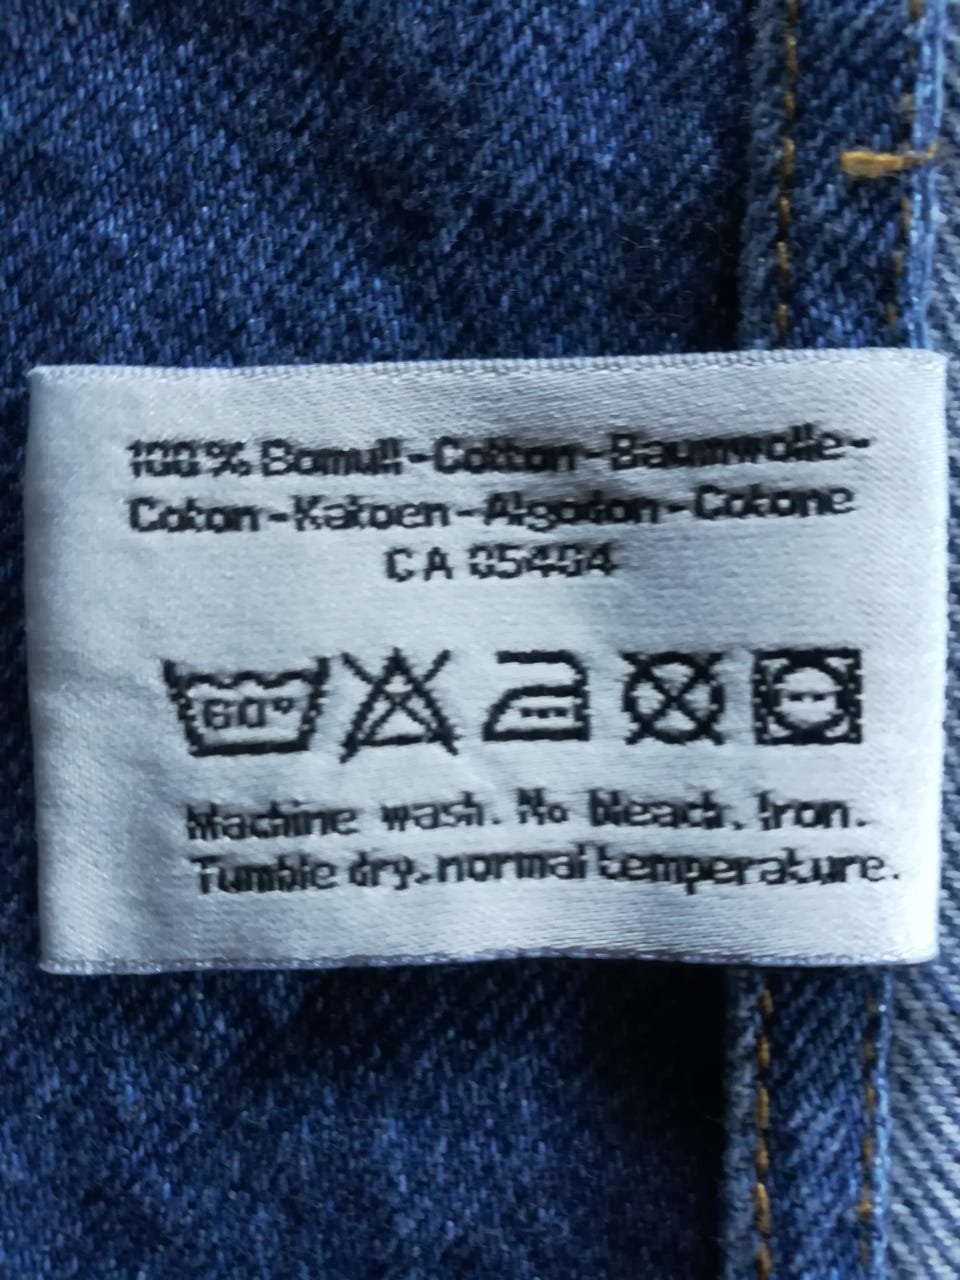 100% Bomull-Cotton-Baumwolle-
Coton-Katoen-Algodon-Cotone
CA 05404
60°
Machine wash. No bleach. Iron.
Tumble dry, normal temperature.